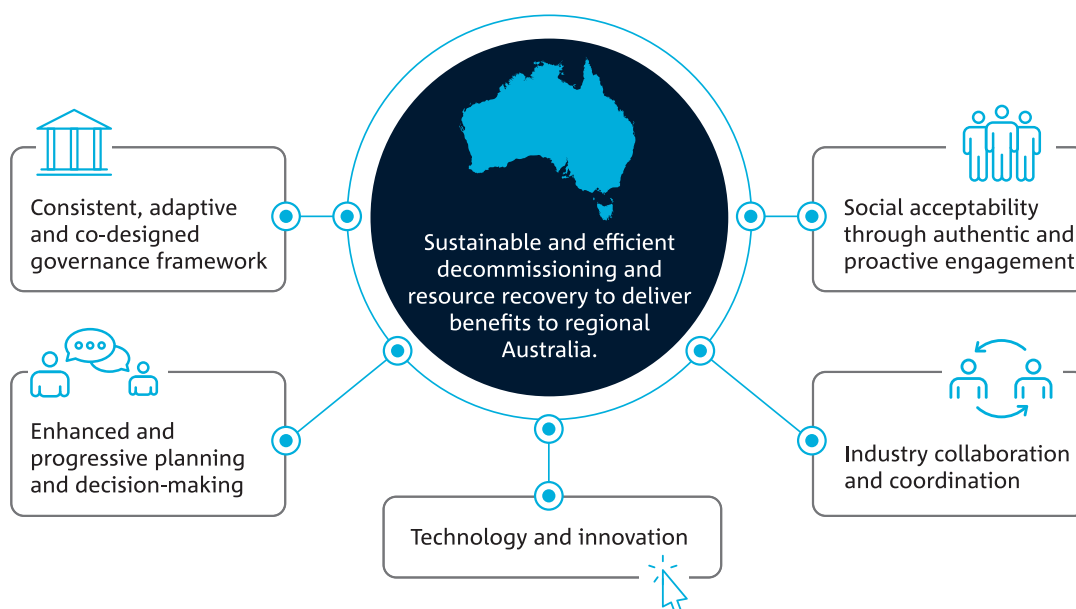 Consistent, adaptive
and co-designed
governance framework
Sustainable and efficient
decommissioning and
resource recovery to deliver
benefits to regional
Australia.
Social acceptability
through authentic and
proactive engagement
Enhanced and
progressive planning
and decision-making
Technology and innovation
Industry collaboration
and coordination